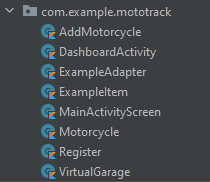 com.example.mototrack
AddMotorcycle
DashboardActivity
ExampleAdapter
ExampleItem
MainActivityScreen
Motorcycle
Register
VirtualGarage